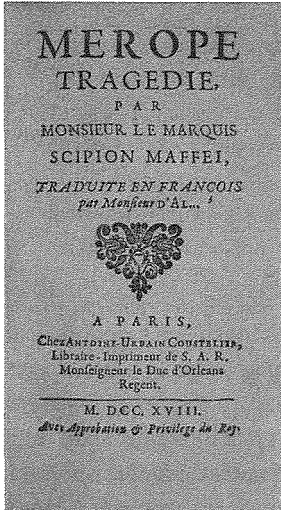 MEROPE
TRAGEDIE,
PAR
MONSIEUR LE MARQUIS
SCIPION MAFFEI,
TRADUITE EN FRANCOIS
par Monsieur D'AL...
A PARIS,
Chez ANTOINE-URBAIN COUSTELIER,
Libraire-Imprimeur de S. A. R.
Monseigneur le Duc d'Orleans
Regent.
M. DCC. XVIII.
Avec Approbation & Privilege du Roy.